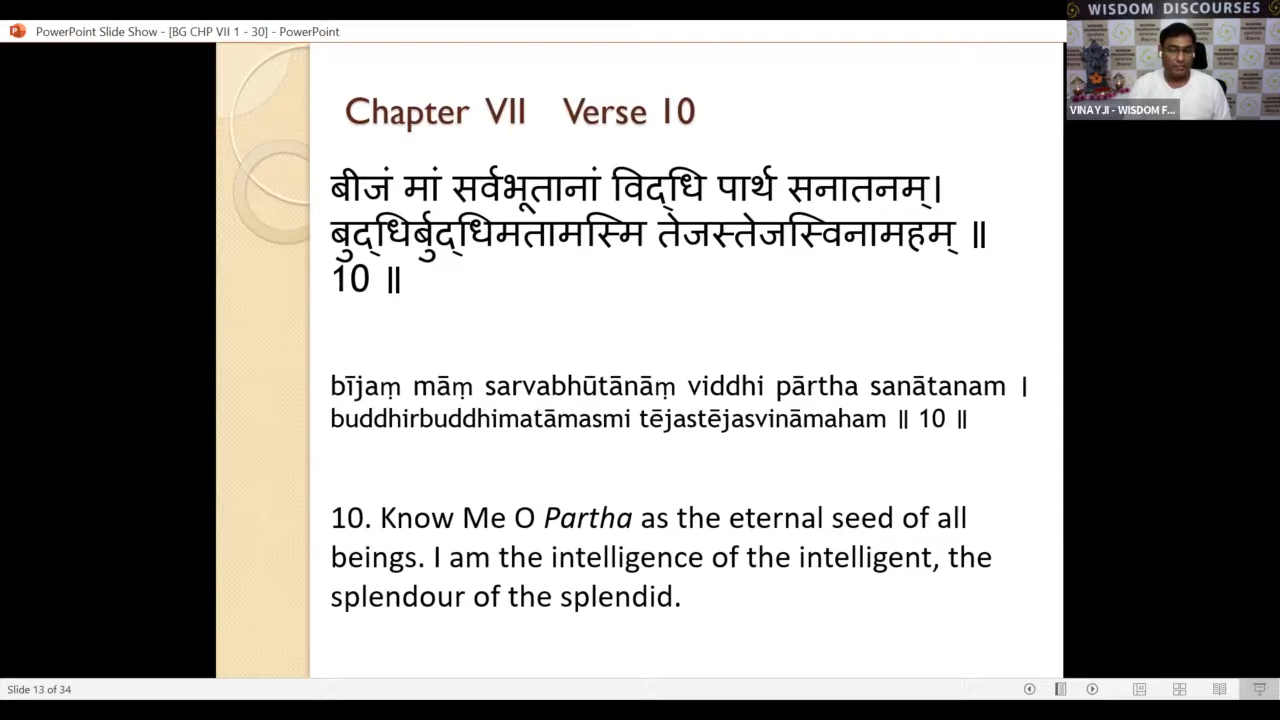 PowerPoint Slide Show - [BG CHP VII 1 - 30] - PowerPoint
WISDOM DISCOURSES
VINAYJI - WISDOM F...
Chapter VII Verse 10
बीजं मां सर्वभूतानां विद्धि पार्थ सनातनम्।
बुद्धिर्बुद्धिमतामस्मि तेजस्तेजस्विनामहम् ॥
10 ॥
bījaṃ māṃ sarvabhūtānāṃ viddhi pārtha sanātanam ।
buddhirbuddhimatāmasmi tējastējasvināmaham ॥ 10 ॥
10. Know Me O Partha as the eternal seed of all
beings. I am the intelligence of the intelligent, the
splendour of the splendid.
Slide 13 of 34